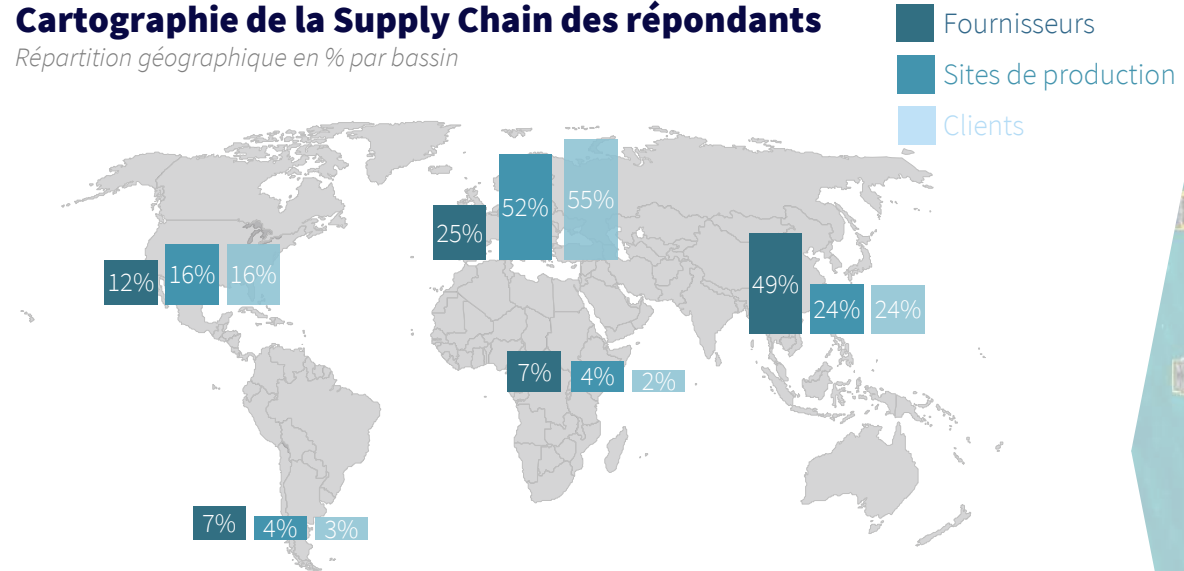 Cartographie de la Supply Chain des répondants
Répartition géographique en % par bassin
Fournisseurs
Sites de production
Clients
12% 16% 16%
25% 52% 55%
49% 24% 24%
7% 4% 2%
7% 4% 3%